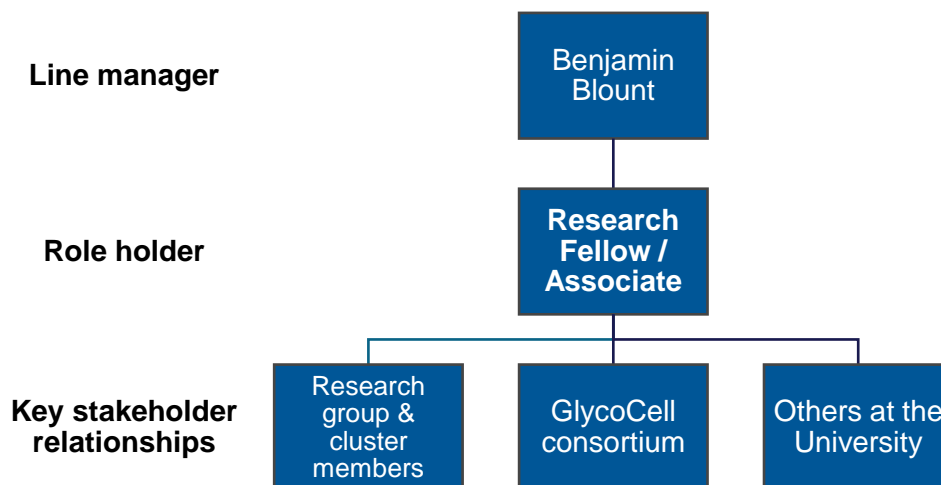 Line manager
Benjamin
Blount
Role holder
Research
Fellow /
Associate
Key stakeholder
relationships
Research
group &
cluster
members
GlycoCell
consortium
Others at the
University